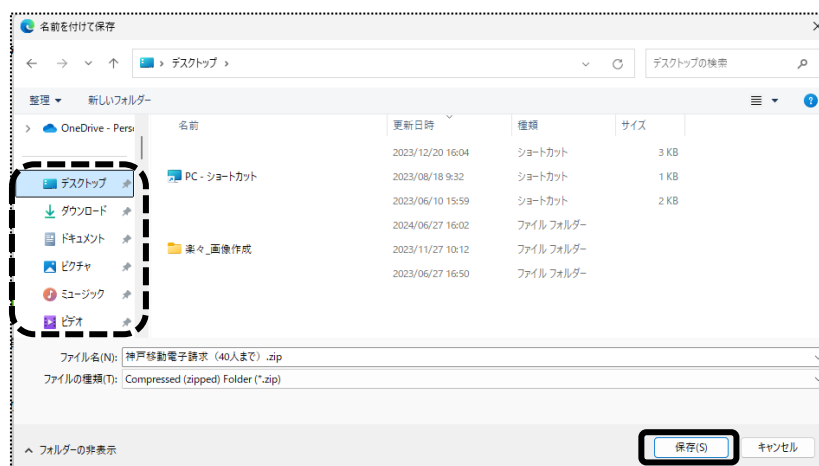 名前を付けて保存
デスクトップ
デスクトップの検索
整理 新しいフォルダー
OneDrive - Perso
名前 更新日時 種類 サイズ
2023/12/20 16:04 ショートカット 3 KB
デスクトップ PC - ショートカット 2023/08/18 9:32 ショートカット 1 KB
ダウンロード 2023/06/10 15:59 ショートカット 2 KB
2024/06/27 16:02 ファイル フォルダー
ドキュメント 楽々_画像作成 2023/11/27 10:12 ファイル フォルダー
ピクチャ 2023/06/27 16:50 ファイル フォルダー
ミュージック
ビデオ
ファイル名(N): 神戸移動電子請求（40人まで）.zip
ファイルの種類(T): Compressed (zipped) Folder (*.zip)
フォルダーの非表示 保存(S) キャンセル